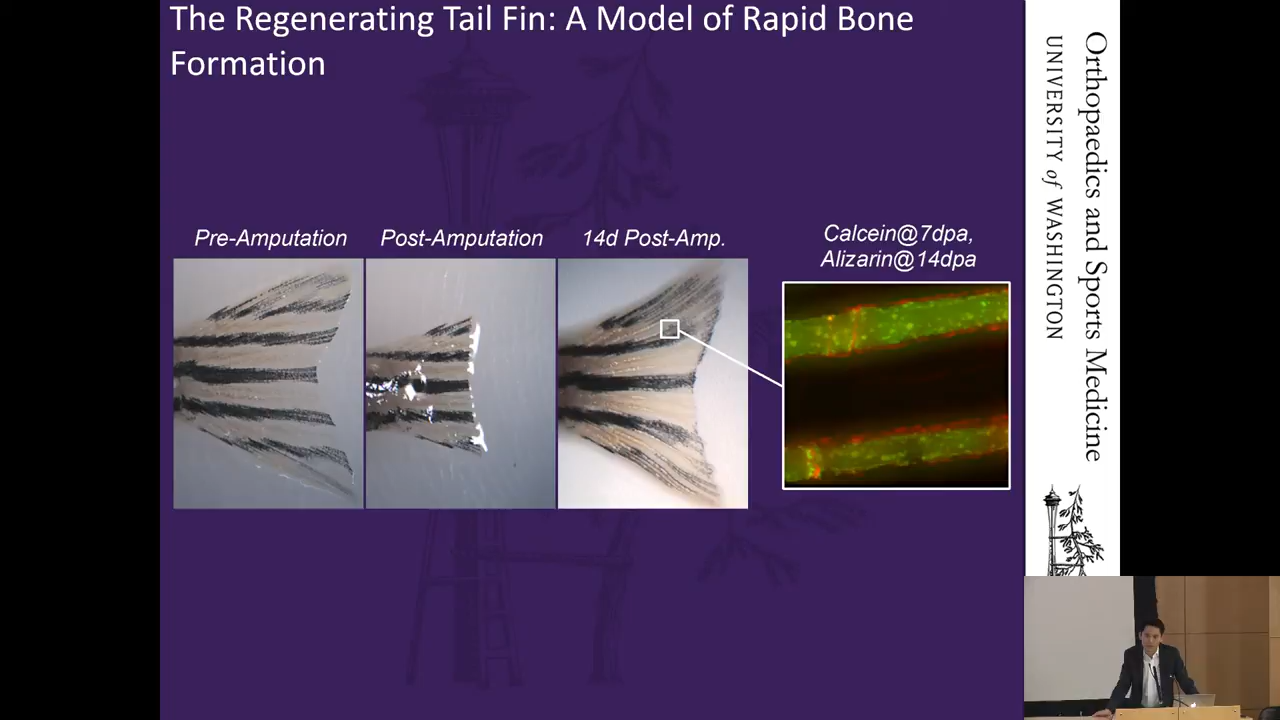 The Regenerating Tail Fin: A Model of Rapid Bone
Formation
Pre-Amputation
Post-Amputation
14d Post-Amp.
Calcein@7dpa,
Alizarin@14dpa
Orthopaedics and Sports Medicine
UNIVERSITY of WASHINGTON